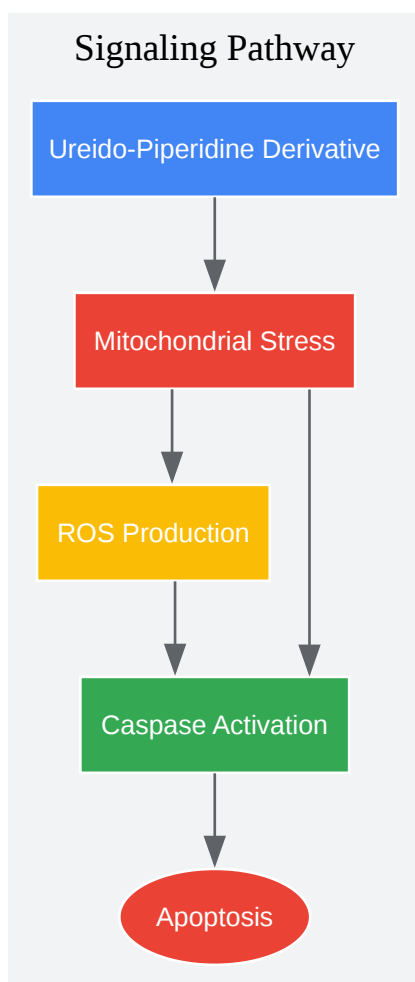 Signaling Pathway
Ureido-Piperidine Derivative
Mitochondrial Stress
ROS Production
Caspase Activation
Apoptosis